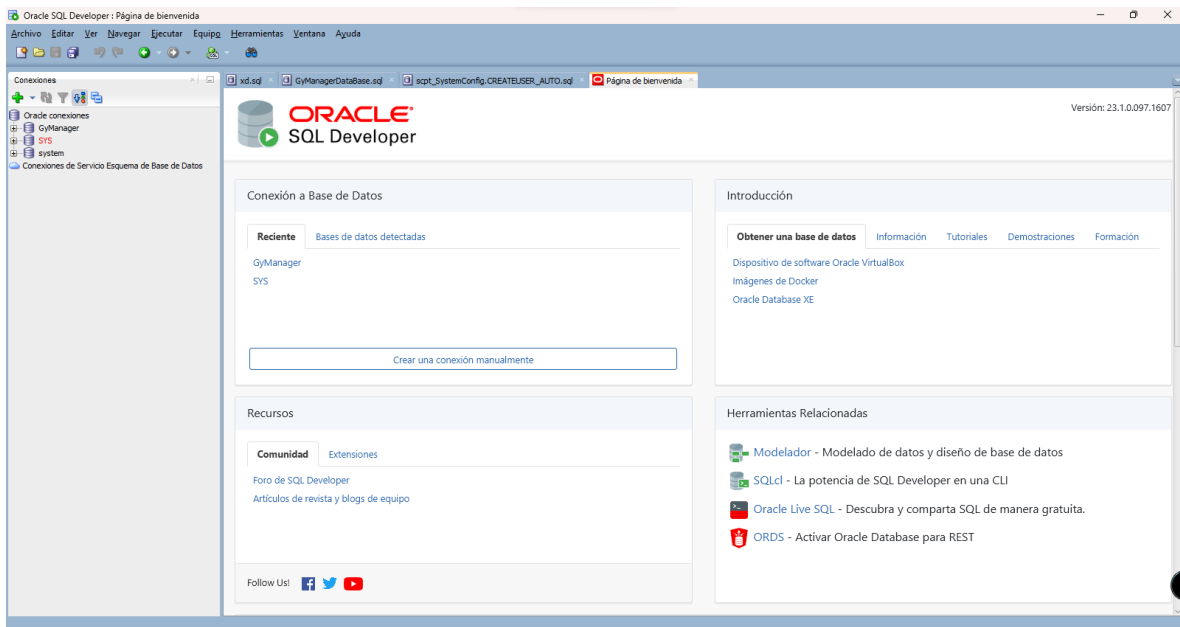 Oracle SQL Developer : Página de bienvenida
Archivo Editar Ver Navegar Ejecutar Equipo Herramientas Ventana Ayuda
Conexiones
Oracle conexiones
GyManager
SYS
system
Conexiones de Servicio Esquema de Base de Datos
xd.sql GyManagerDataBase.sql scpt_SystemConfig.CREATEUSER_AUTO.sql Página de bienvenida
ORACLE
SQL Developer
Versión: 23.1.0.097.1607
Conexión a Base de Datos
Reciente Bases de datos detectadas
GyManager
SYS
Crear una conexión manualmente
Introducción
Obtener una base de datos Información Tutoriales Demostraciones Formación
Dispositivo de software Oracle VirtualBox
Imágenes de Docker
Oracle Database XE
Recursos
Comunidad Extensiones
Foro de SQL Developer
Artículos de revista y blogs de equipo
Follow Us!
Herramientas Relacionadas
Modelador - Modelado de datos y diseño de base de datos
SQLcl - La potencia de SQL Developer en una CLI
Oracle Live SQL - Descubra y comparta SQL de manera gratuita.
ORDS - Activar Oracle Database para REST